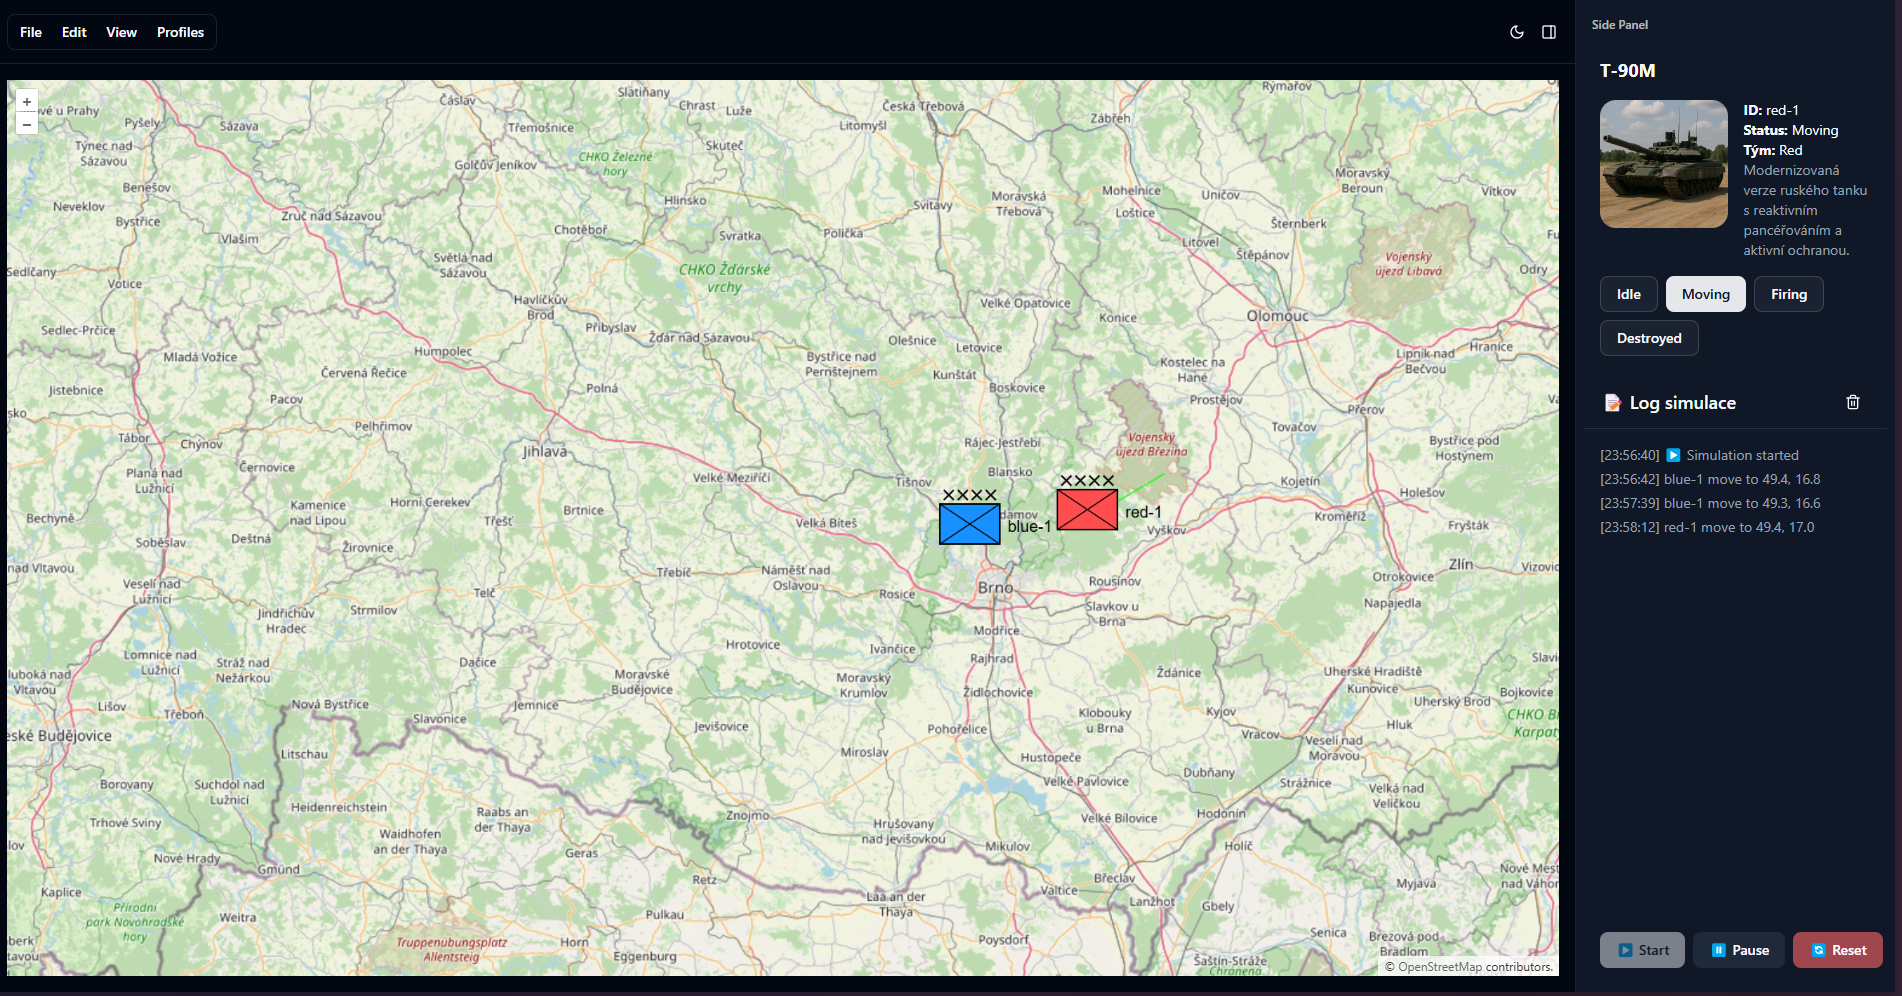 File Edit View Profiles
Side Panel
T-90M
ID: red-1
Status: Moving
Tým: Red
Modernizovaná
verze ruského tanku
s reaktivním
pancéřováním a
aktivní ochranou.
Idle Moving Firing
Destroyed
Log simulace
[23:56:40] Simulation started
[23:56:42] blue-1 move to 49.4, 16.8
[23:57:39] blue-1 move to 49.3, 16.6
[23:58:12] red-1 move to 49.4, 17.0
Start Pause Reset
+
−
Slatiňany
Rymařov
Čáslav
Chrast
Luže
Česká Třebová
Pyšely
Sázava
Třemošnice
Litomyšl
Zábřeh
Týnec nad
Sázavou
Golčův Jeníkov
CHKO Železné
hory
Skuteč
Moravský
Beroun
Benešov
Mohelnice
Uničov
Vítkov
Neveklov
Bystřice
Zruč nad Sázavou
Hlinsko
Svitavy
Moravská
Třebová
Loštice
Šternberk
Vlašim
Chotěboř
Svratka
Polička
Litovel
Štěpánov
Sedlčany
Votice
Světlá nad
Sázavou
CHKO Žďárské
vrchy
Vojenský
újezd Libavá
Odry
Havlíčkův
Brod
Velké Opatovice
Konice
Olomouc
Sedlec-Prčice
Přibyslav
Žďár nad Sázavou
Olešnice
Letovice
Mladá Vožice
Humpolec
Bystřice nad
Pernštejnem
Kunštát
Boskovice
Kostelec na
Hané
Lipník nad
Bečvou
Hranice
Jistebnice
Červená Řečice
Polná
Pacov
Prostějov
Přerov
Tábor
Chýnov
Pelhřimov
Jihlava
Rájec-Jestřebí
Vojenský
újezd Březina
Tovačov
Bystřice pod
Hostýnem
Planá nad
Lužnicí
Černovice
Velké Meziříčí
Tišnov
Blansko
Kojetín
Holešov
Kamenice
nad Lipou
Horní Cerekev
Třešť
Velká Bíteš
blue-1
red-1
Vyškov
Kroměříž
Fryšták
Bechyně
Soběslav
Deštná
Žirovnice
Brtnice
nad Vltavou
Veselí nad
Lužnicí
Třebíč
Náměšť nad
Oslavou
Rosice
Brno
Rousínov
Otrokovice
Zlín
Vizovice
Jindřichův
Hradec
Strmilov
Telč
Slavkov u
Brna
Napajedla
Modřice
Hrotovice
Ivančice
Rajhrad
Lomnice nad
Lužnicí
Stráž nad
Nežárkou
Dačice
Moravské
Budějovice
Moravský
Krumlov
Židlochovice
Ždánice
Uherské Hradiště
Kunovice
Uherský Brod
Bojkovice
Lišov
Třeboň
Nová Bystřice
Slavonice
Jemnice
Jevišovice
Pohořelice
Klobouky
u Brna
Kyjov
Hluk
Litschau
Miroslav
Hustopeče
Vracov
Veselí nad
Moravou
Borovany
Suchdol nad
Lužnicí
Heidenreichstein
Raabs an
der Thaya
Velké Pavlovice
Dubňany
Strážnice
Velká nad
Veličkou
Trhové Sviny
Waidhofen
an der Thaya
Znojmo
Hrušovany
nad Jevišovkou
Velké Bílovice
Hodonín
Nové Hrady
Gmünd
Geras
Mikulov
Holíč
Kaplice
Přírodní
park Novohradské
hory
Weitra
Retz
Laa an der
Thaya
Valtice
Břeclav
Lanžhot
Gbely
Myjava
Nové Mesto
nad Váhom
Truppenübungsplatz
Allentsteig
Horn
Pulkau
Eggenburg
Poysdorf
Senica
Brezová pod
Bradlom
Šaštín-Stráže
© OpenStreetMap contributors.